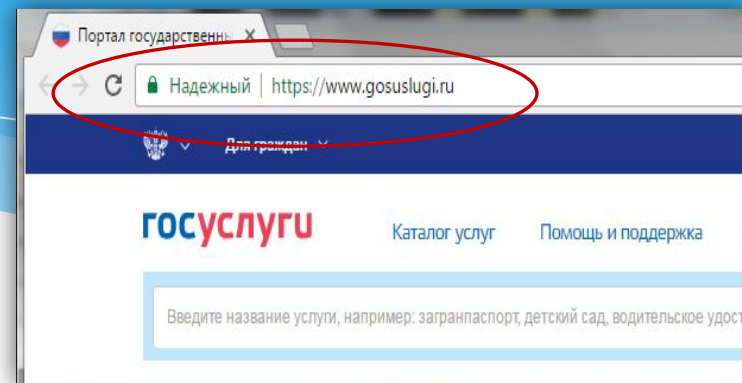 Портал государственны
Надежный https://www.gosuslugi.ru
Для граждан
госуслуги Каталог услуг Помощь и поддержка
Введите название услуги, например: загранпаспорт, детский сад, водительское удост